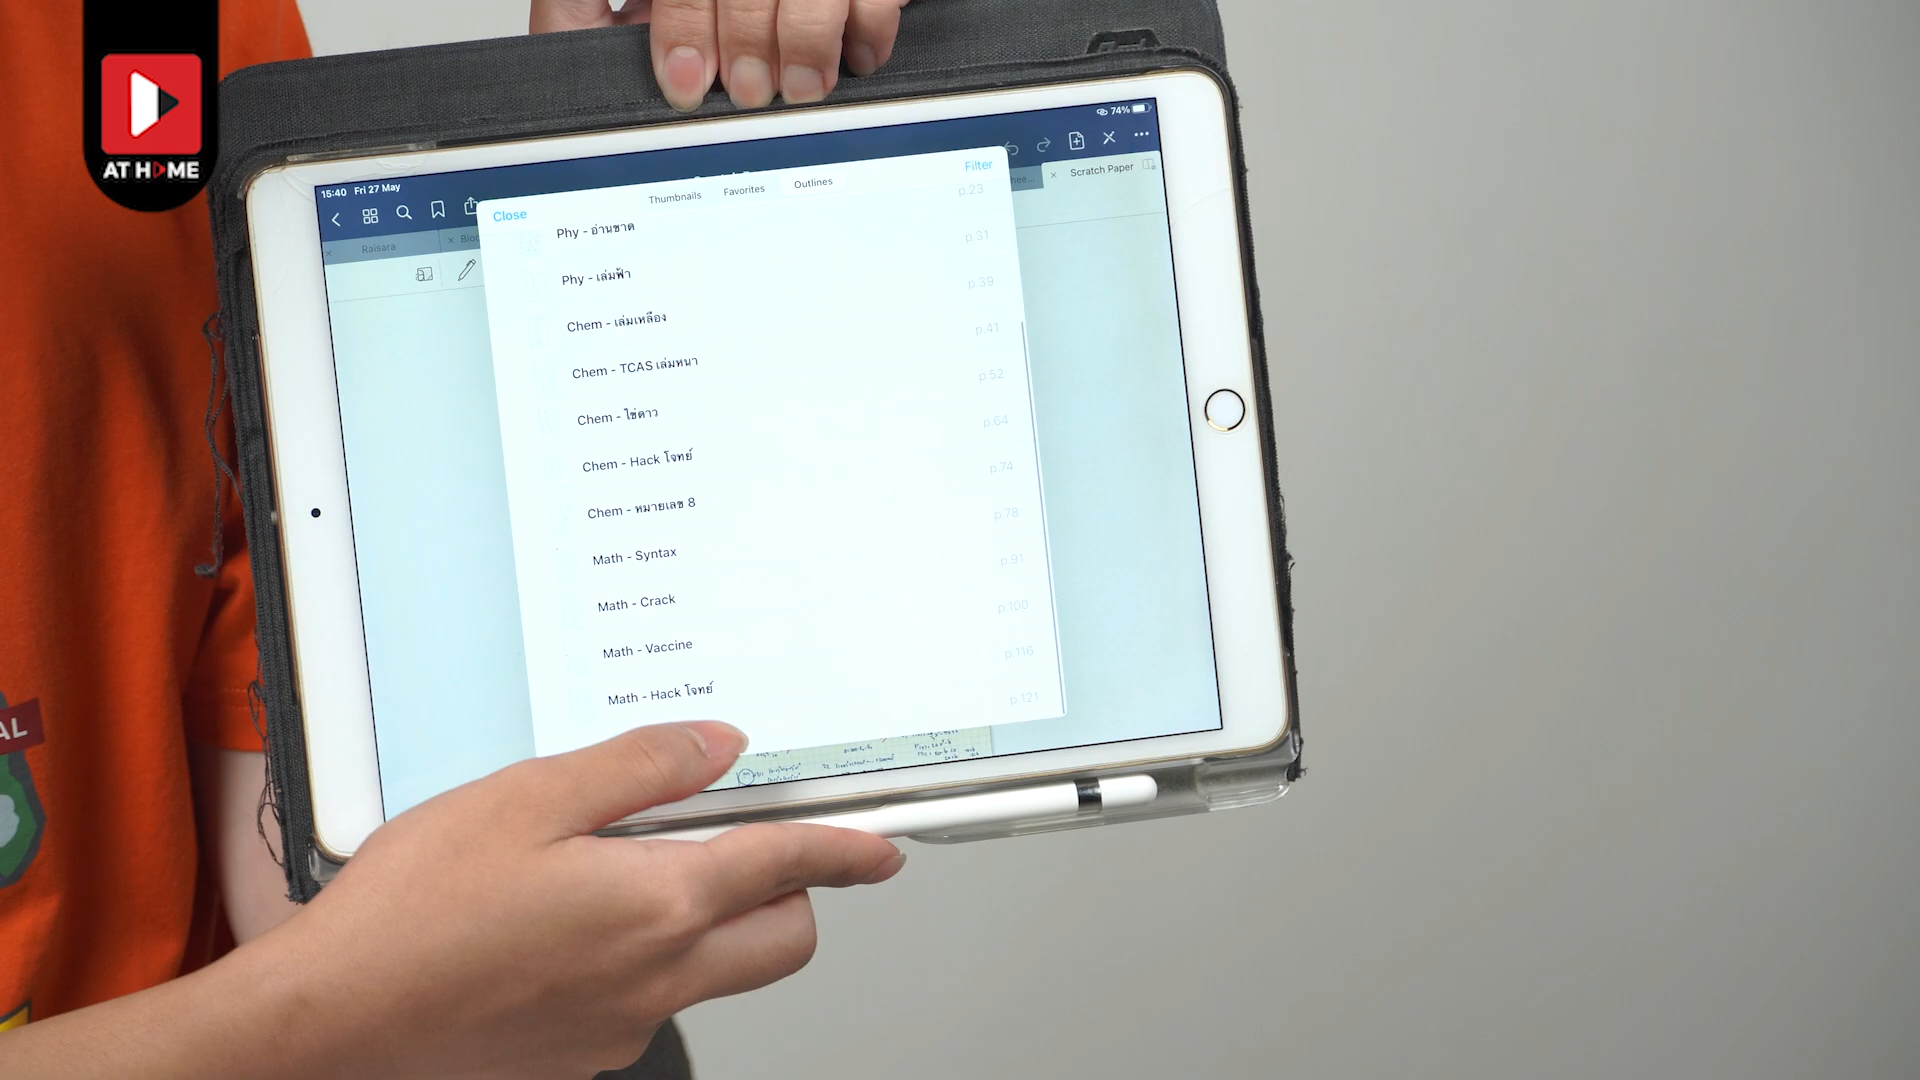 AT HOME
15:40 Fri 27 May
74%
Raisara
Scratch Paper
Close
Thumbnails
Favorites
Outlines
Filter
p.23
Phy - อ่านขาด
p.31
Phy - เล่มฟ้า
p.39
Chem - เล่มเหลือง
p.41
Chem - TCAS เล่มหนา
p.52
Chem - ไข่ดาว
p.64
Chem - Hack โจทย์
p.74
Chem - หมายเลข 8
p.78
Math - Syntax
p.91
Math - Crack
p.100
Math - Vaccine
p.116
Math - Hack โจทย์
p.121
AL